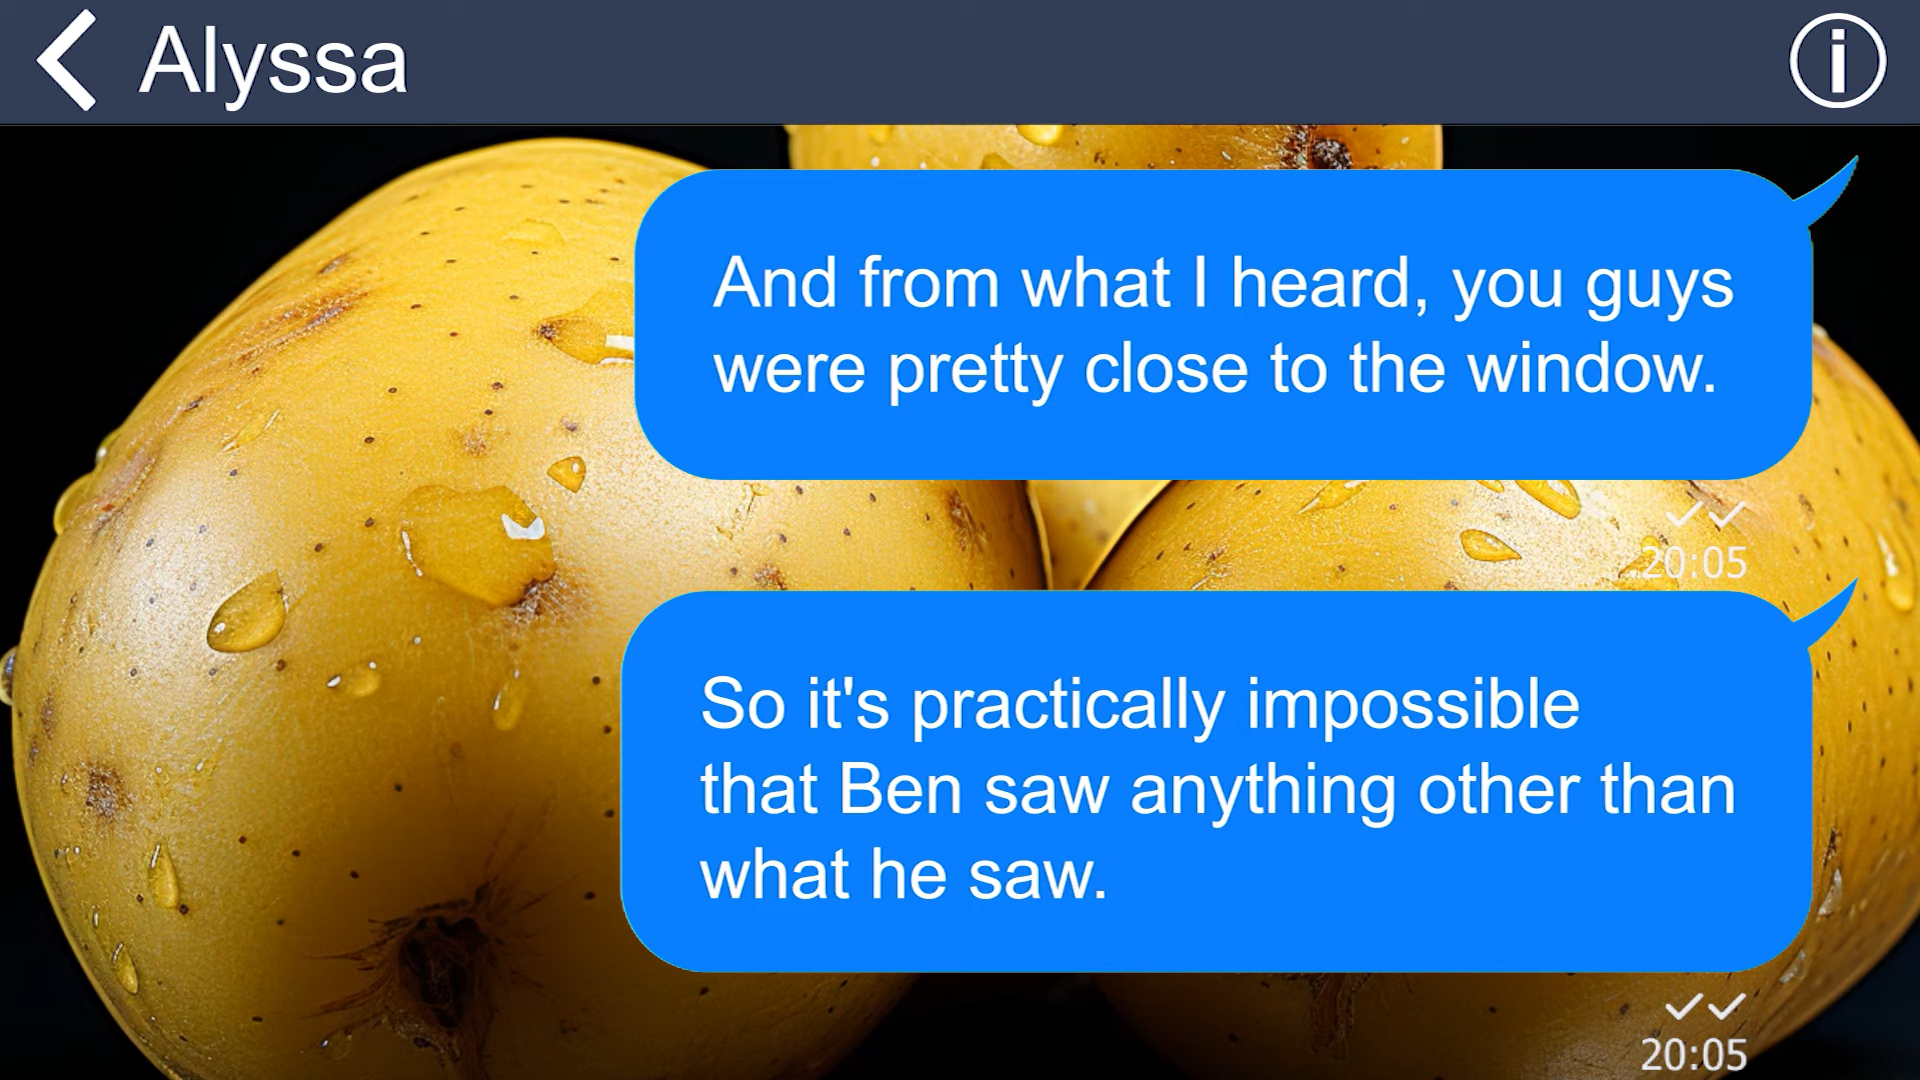 Alyssa
And from what I heard, you guys
were pretty close to the window.
20:05
So it's practically impossible
that Ben saw anything other than
what he saw.
20:05